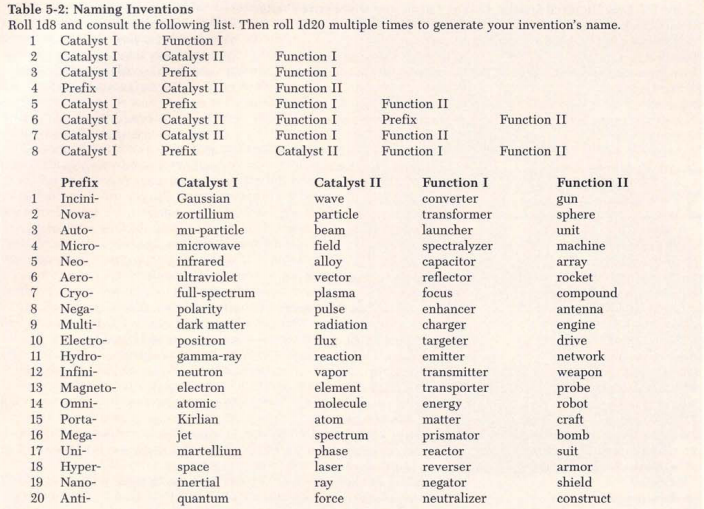 Table 5-2: Naming Inventions
Roll 1d8 and consult the following list. Then roll 1d20 multiple times to generate your invention's name.
1 Catalyst I Function I
2 Catalyst I Catalyst II Function I
3 Catalyst I Prefix Function I
4 Prefix Catalyst II Function II
5 Catalyst I Prefix Function I Function II
6 Catalyst I Catalyst II Function I Prefix Function II
7 Catalyst I Catalyst II Function I Function II
8 Catalyst I Prefix Catalyst II Function I Function II
Prefix Catalyst I Catalyst II Function I Function II
1 Incini- Gaussian wave converter gun
2 Nova- zortillium particle transformer sphere
3 Auto- mu-particle beam launcher unit
4 Micro- microwave field spectralyzer machine
5 Neo- infrared alloy capacitor array
6 Aero- ultraviolet vector reflector rocket
7 Cryo- full-spectrum plasma focus compound
8 Nega- polarity pulse enhancer antenna
9 Multi- dark matter radiation charger engine
10 Electro- positron flux targeter drive
11 Hydro- gamma-ray reaction emitter network
12 Infini- neutron vapor transmitter weapon
13 Magneto- electron element transporter probe
14 Omni- atomic molecule energy robot
15 Porta- Kirlian atom matter craft
16 Mega- jet spectrum prismator bomb
17 Uni- martellium phase reactor suit
18 Hyper- space laser reverser armor
19 Nano- inertial ray negator shield
20 Anti- quantum force neutralizer construct